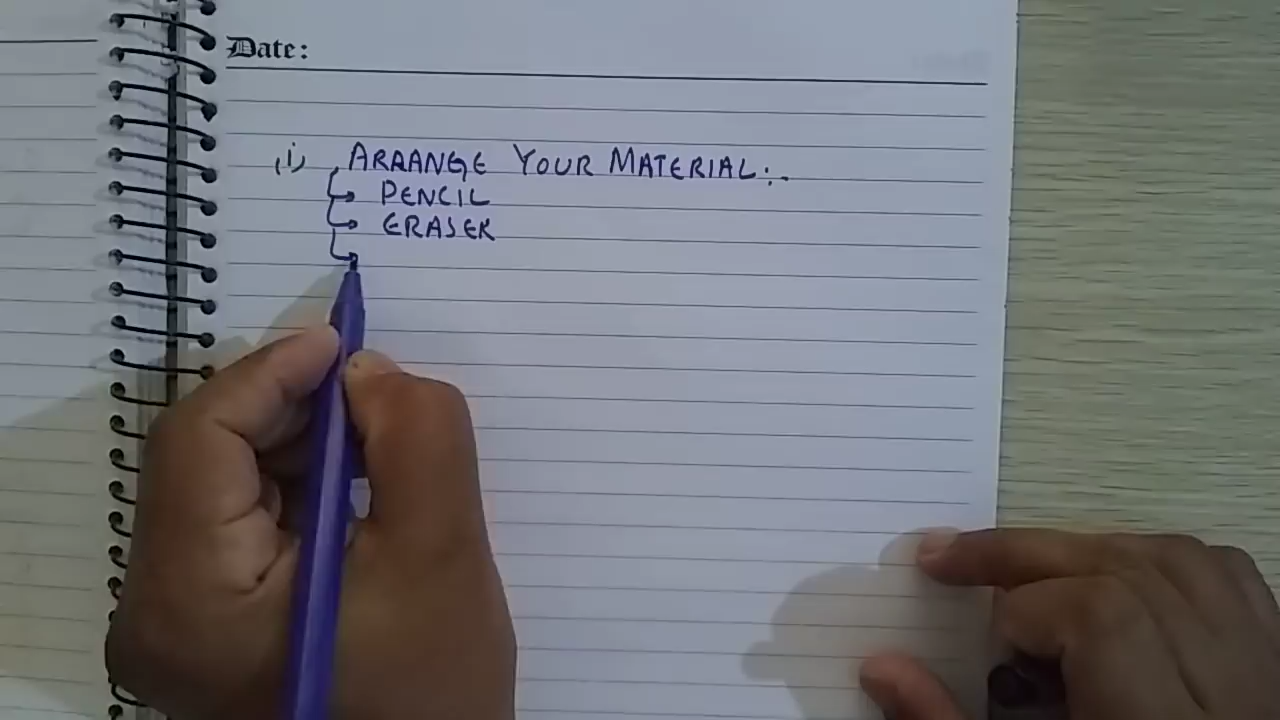 Date:
(i) ARRANGE YOUR MATERIAL:-
→ PENCIL
→ ERASER
→